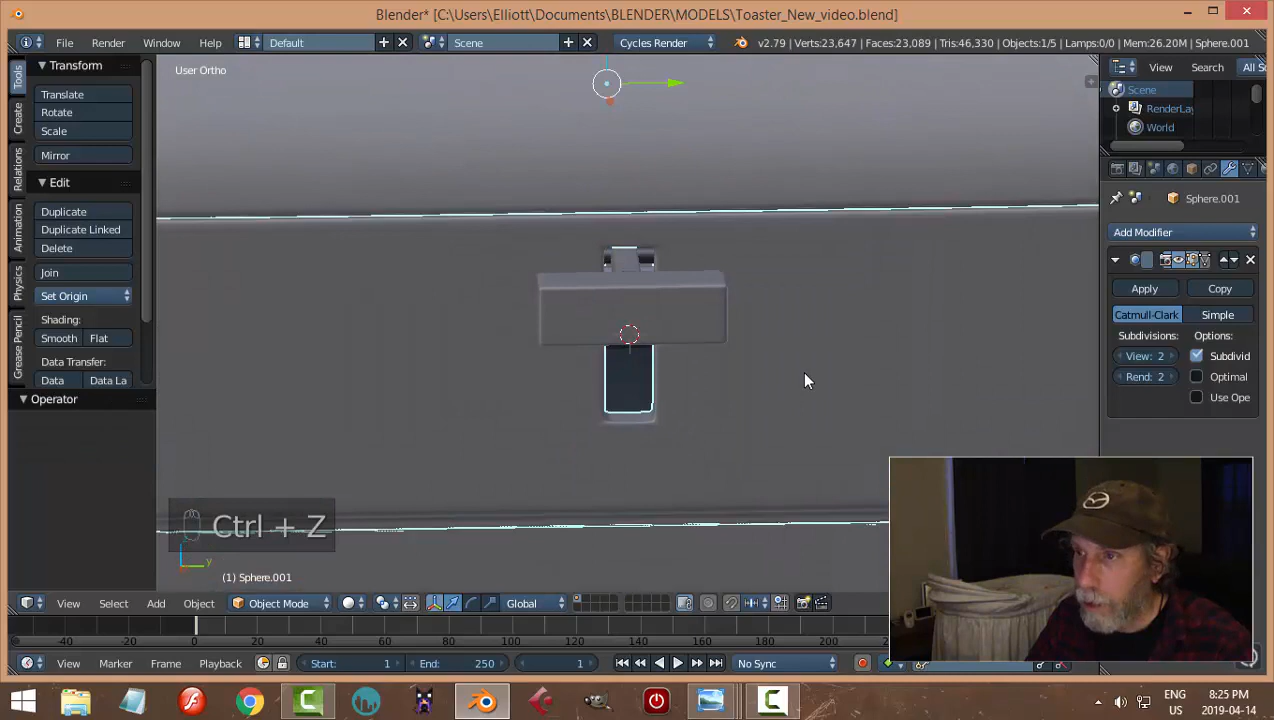 Blender* [C:\Users\Elliott\Documents\BLENDER\MODELS\Toaster_New_video.blend]
File Render Window Help Default Scene Cycles Render v2.79 | Verts:23,647 | Faces:23,089 | Tris:46,330 | Objects:1/5 | Lamps:0/0 | Mem:26.20M | Sphere.001
View Search All Sc
Tools
Create
Relations
Animation
Physics
Grease Pencil
Transform
Translate
Rotate
Scale
Mirror
Edit
Duplicate
Duplicate Linked
Delete
Join
Set Origin
Shading:
Smooth Flat
Data Transfer:
Data Data La
Operator
User Ortho
Ctrl + Z
y
(1) Sphere.001
Scene
RenderLay
World
Sphere.001
Add Modifier
Apply Copy
Catmull-Clark Simple
Subdivisions: Options:
View: 2 Subdivid
Rend: 2 Optimal
Use Ope
View Select Add Object Object Mode Global
-40 -20 0 20 40 60 80 100 120 140 160 180 200
View Marker Frame Playback Start: 1 End: 250 1 No Sync
ENG 8:25 PM
US 2019-04-14